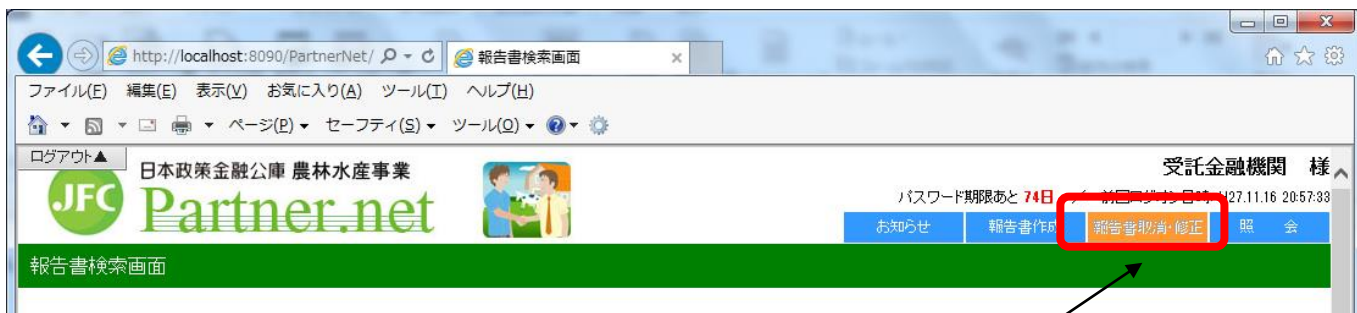 http://localhost:8090/PartnerNet/
報告書検索画面
ファイル(F) 編集(E) 表示(V) お気に入り(A) ツール(T) ヘルプ(H)
ページ(P) セーフティ(S) ツール(O)
ログアウト▲
JFC
日本政策金融公庫 農林水産事業
Partner.net
受託金融機関 様
パスワード期限あと 74日 27.11.16 20:57:33
お知らせ 報告書作成 報告書取消・修正 照 会
報告書検索画面